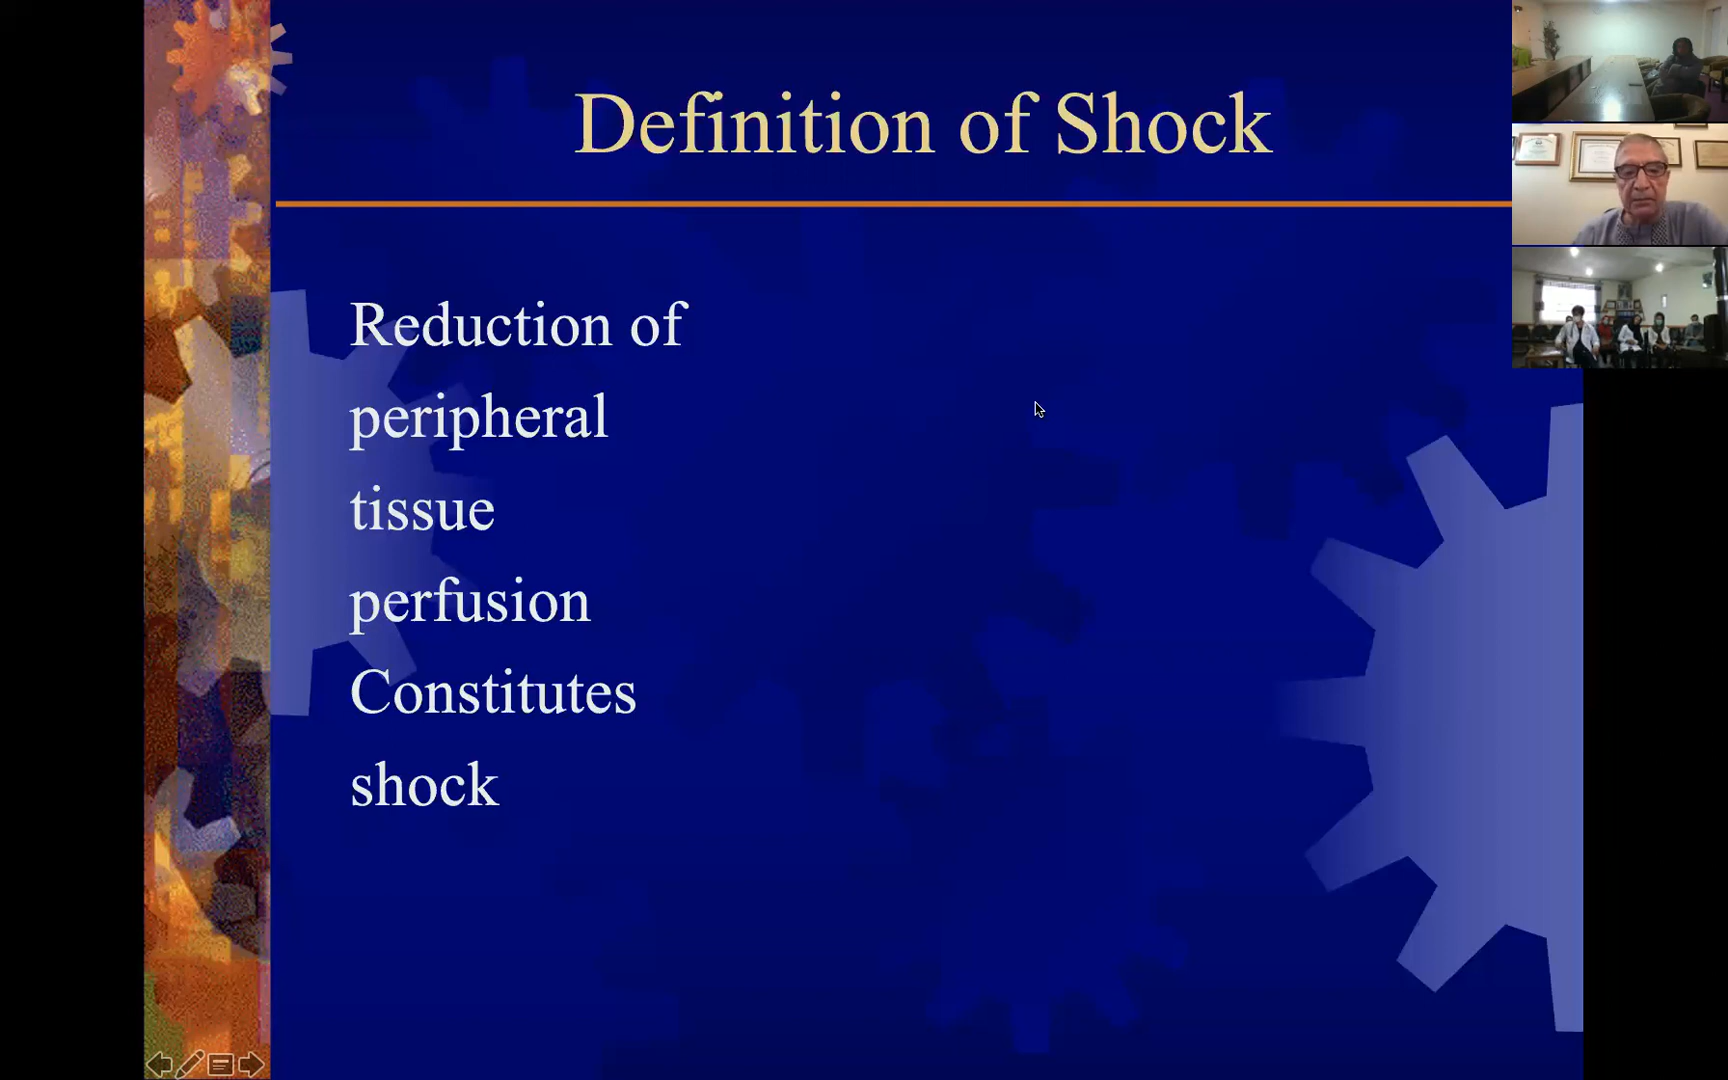 Definition of Shock
Reduction of
peripheral
tissue
perfusion
Constitutes
shock